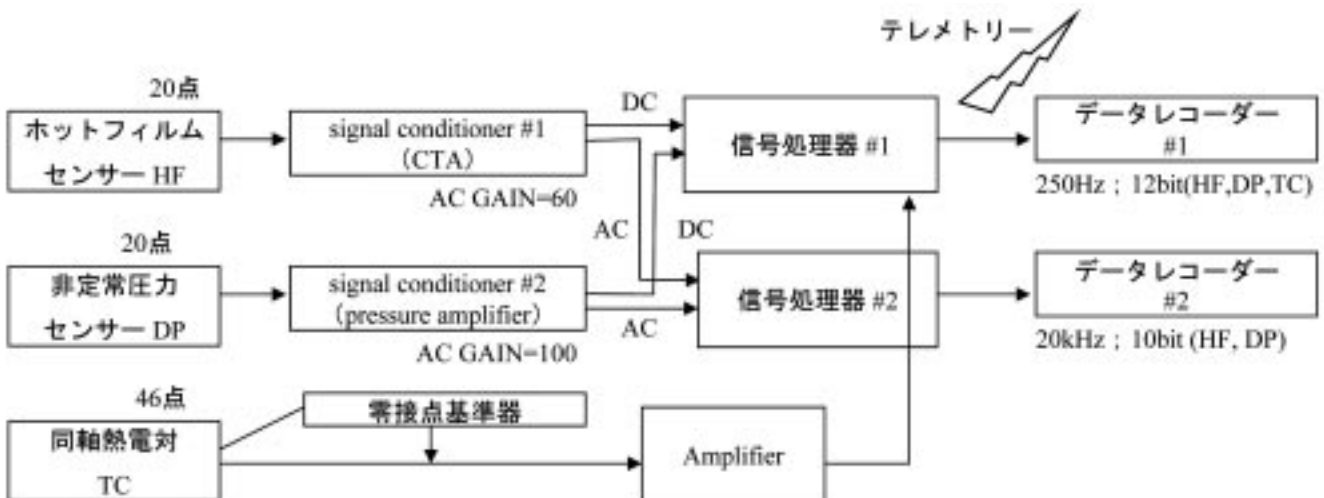 テレメトリー
20点
ホットフィルム
センサー HF
signal conditioner #1
(CTA)
AC GAIN=60
DC
信号処理器 #1
データレコーダー
#1
250Hz ; 12bit(HF,DP,TC)
AC
DC
20点
非定常圧力
センサー DP
signal conditioner #2
(pressure amplifier)
AC GAIN=100
AC
信号処理器 #2
データレコーダー
#2
20kHz ; 10bit (HF, DP)
46点
同軸熱電対
TC
零接点基準器
Amplifier